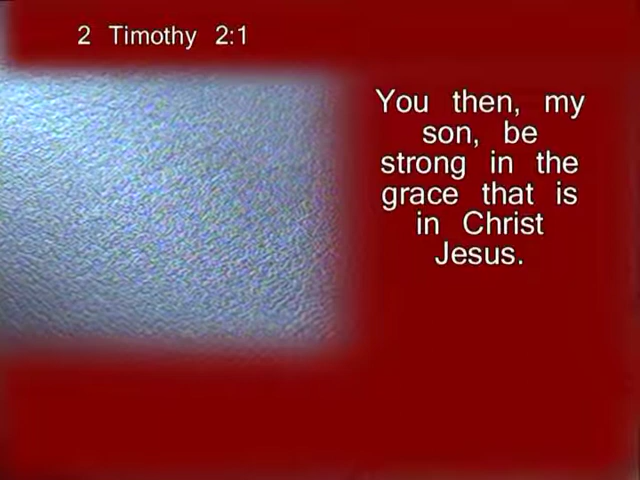 2 Timothy 2:1
You then, my
son, be
strong in the
grace that is
in Christ
Jesus.